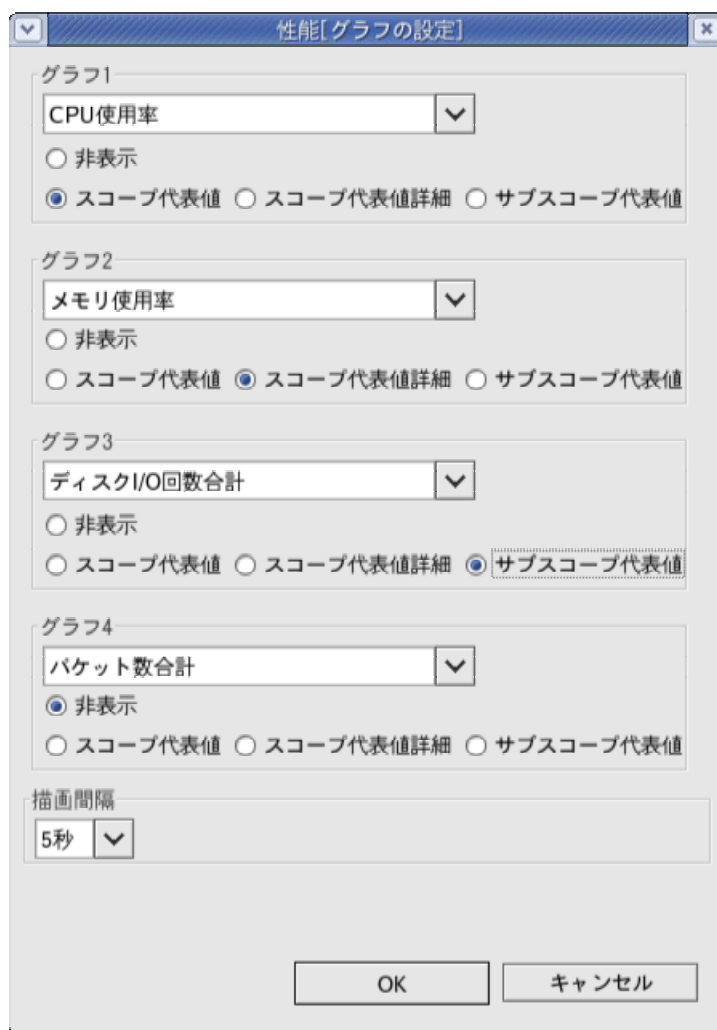 性能[グラフの設定]
グラフ1
CPU使用率
非表示
スコープ代表値 スコープ代表値詳細 サブスコープ代表値
グラフ2
メモリ使用率
非表示
スコープ代表値 スコープ代表値詳細 サブスコープ代表値
グラフ3
ディスクI/O回数合計
非表示
スコープ代表値 スコープ代表値詳細 サブスコープ代表値
グラフ4
パケット数合計
非表示
スコープ代表値 スコープ代表値詳細 サブスコープ代表値
描画間隔
5秒
OK キャンセル